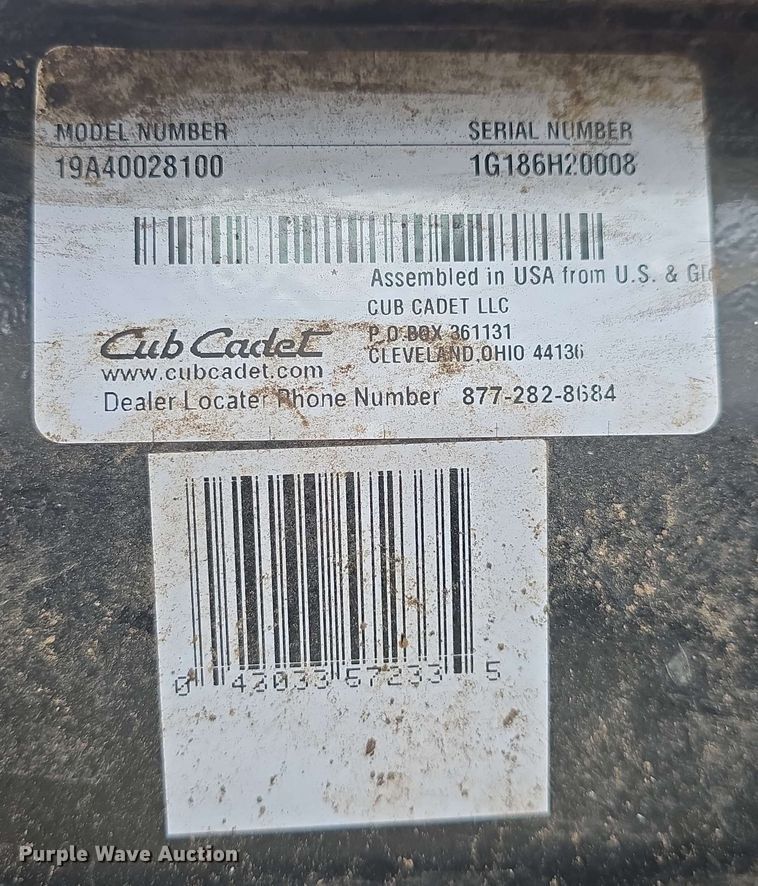 MODEL NUMBER SERIAL NUMBER
19A40028100 1G186H20008
Assembled in USA from U.S. &
CUB CADET LLC
P.O.BOX 361131
CLEVELAND,OHIO 44136
Cub Cadet
www.cubcadet.com
Dealer Locater Phone Number 877-282-8684
0 43033 57233 5
Purple Wave Auction